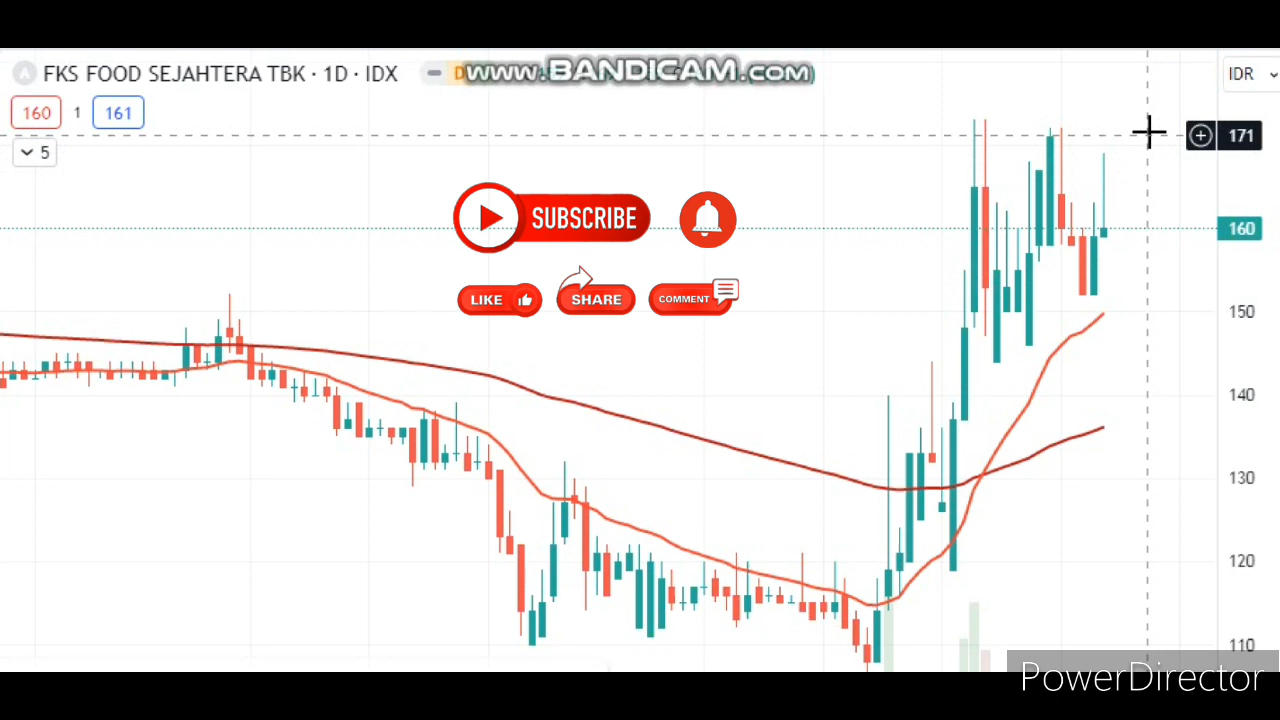 FKS FOOD SEJAHTERA TBK · 1D · IDX
www.BANDICAM.com
IDR
160 1 161
171
5
SUBSCRIBE
160
LIKE
SHARE
COMMENT
150
140
130
120
110
PowerDirector